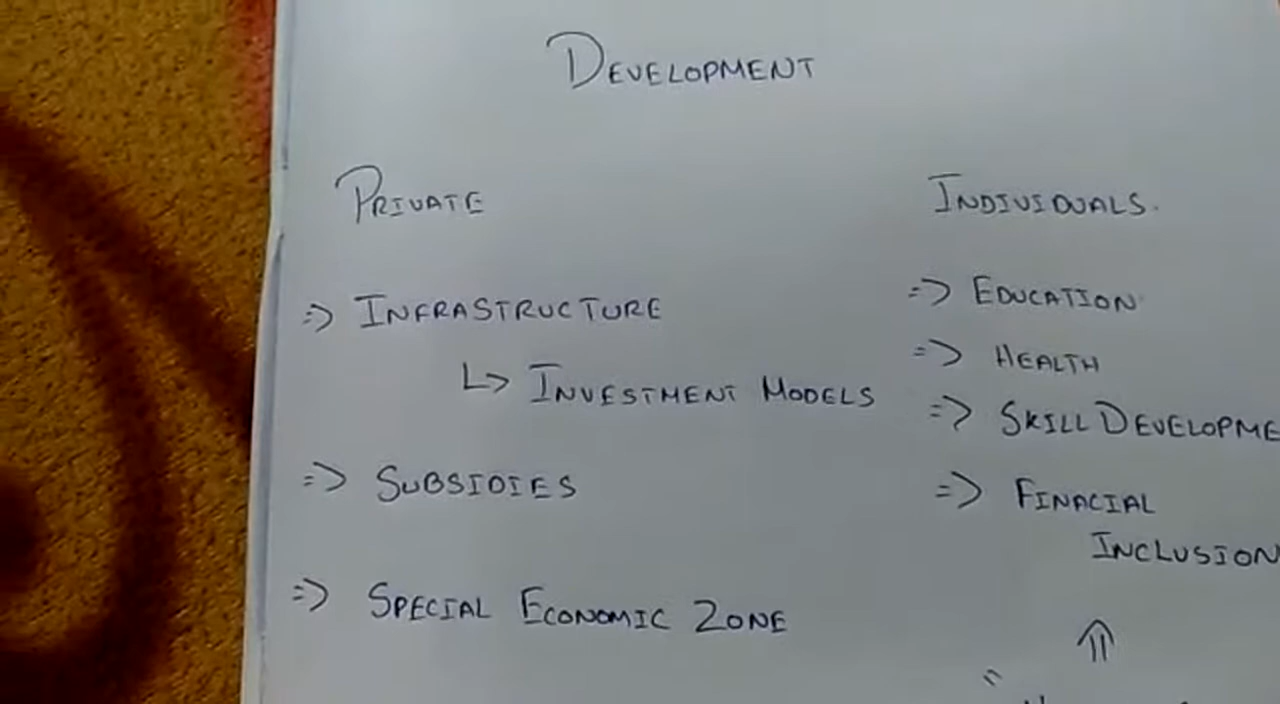 DEVELOPMENT
PRIVATE
=> INFRASTRUCTURE
↳ INVESTMENT MODELS
=> SUBSIDIES
=> SPECIAL ECONOMIC ZONE
INDIVIDUALS.
=> EDUCATION
=> HEALTH
=> SKILL DEVELOPME
=> FINACIAL
INCLUSION